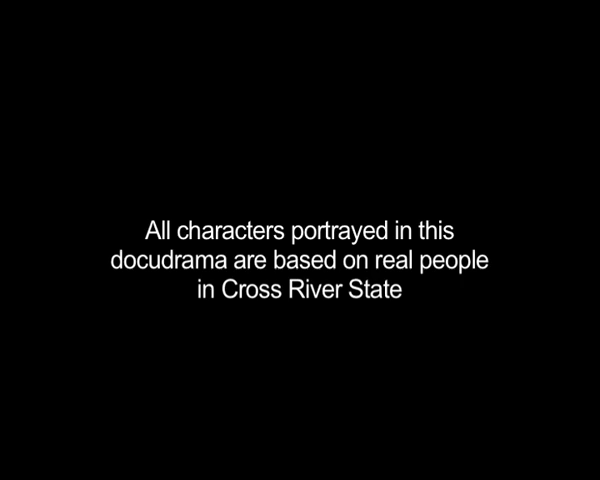 All characters portrayed in this
docudrama are based on real people
in Cross River State